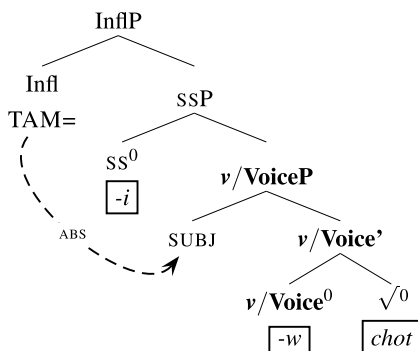 InflP
Infl
TAM=
SSP
SS⁰
-i
v/VoiceP
ABS
SUBJ
v/Voice’
v/Voice⁰
√⁰
-w
chot